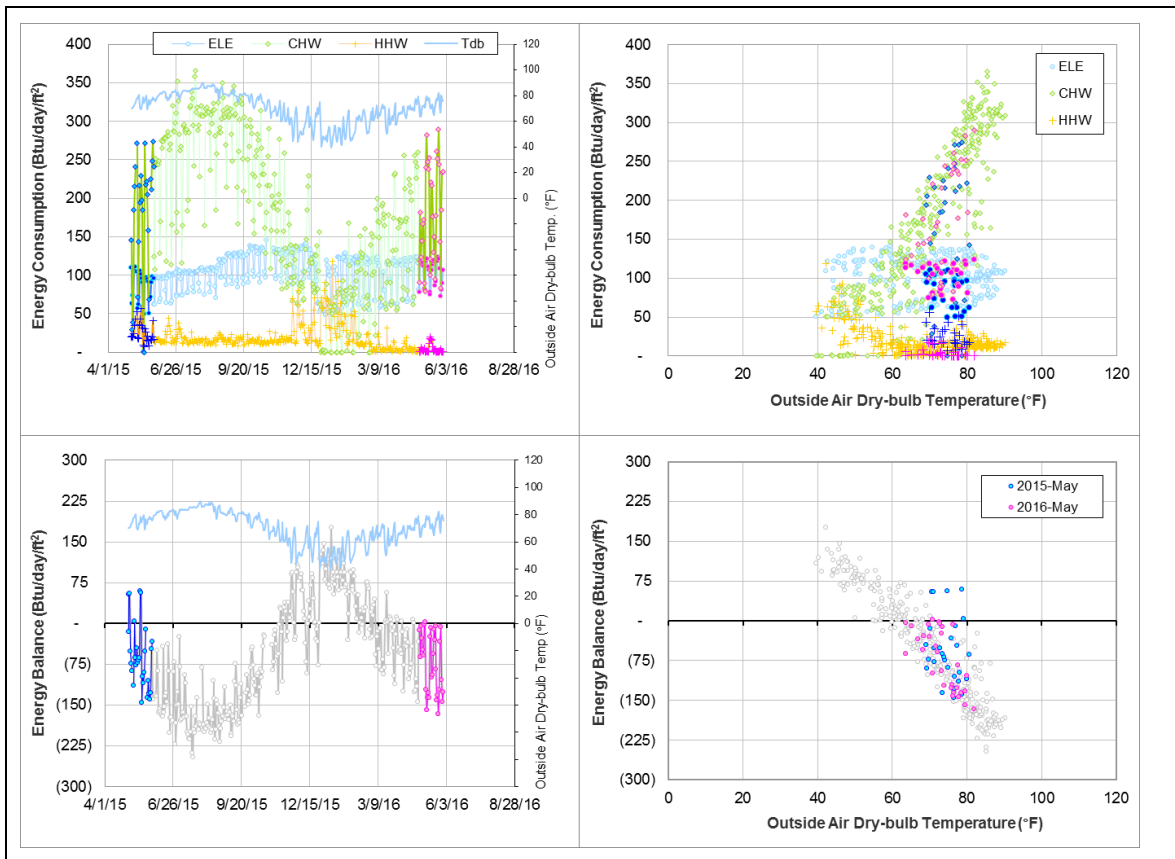 ELE CHW HHW Tdb
Energy Consumption (Btu/day/ft²)
400
350
300
250
200
150
100
50
-
120
100
80
60
40
20
0
Outside Air Dry-bulb Temp. (°F)
4/1/15 6/26/15 9/20/15 12/15/15 3/9/16 6/3/16 8/28/16
Energy Consumption (Btu/day/ft²)
400
350
300
250
200
150
100
50
-
ELE
CHW
HHW
0 20 40 60 80 100 120
Outside Air Dry-bulb Temperature (°F)
Energy Balance (Btu/day/ft²)
300
225
150
75
-
(75)
(150)
(225)
(300)
120
100
80
60
40
20
0
Outside Air Dry-bulb Temp (°F)
4/1/15 6/26/15 9/20/15 12/15/15 3/9/16 6/3/16 8/28/16
Energy Balance (Btu/day/ft²)
300
225
150
75
-
(75)
(150)
(225)
(300)
2015-May
2016-May
0 20 40 60 80 100 120
Outside Air Dry-bulb Temperature (°F)